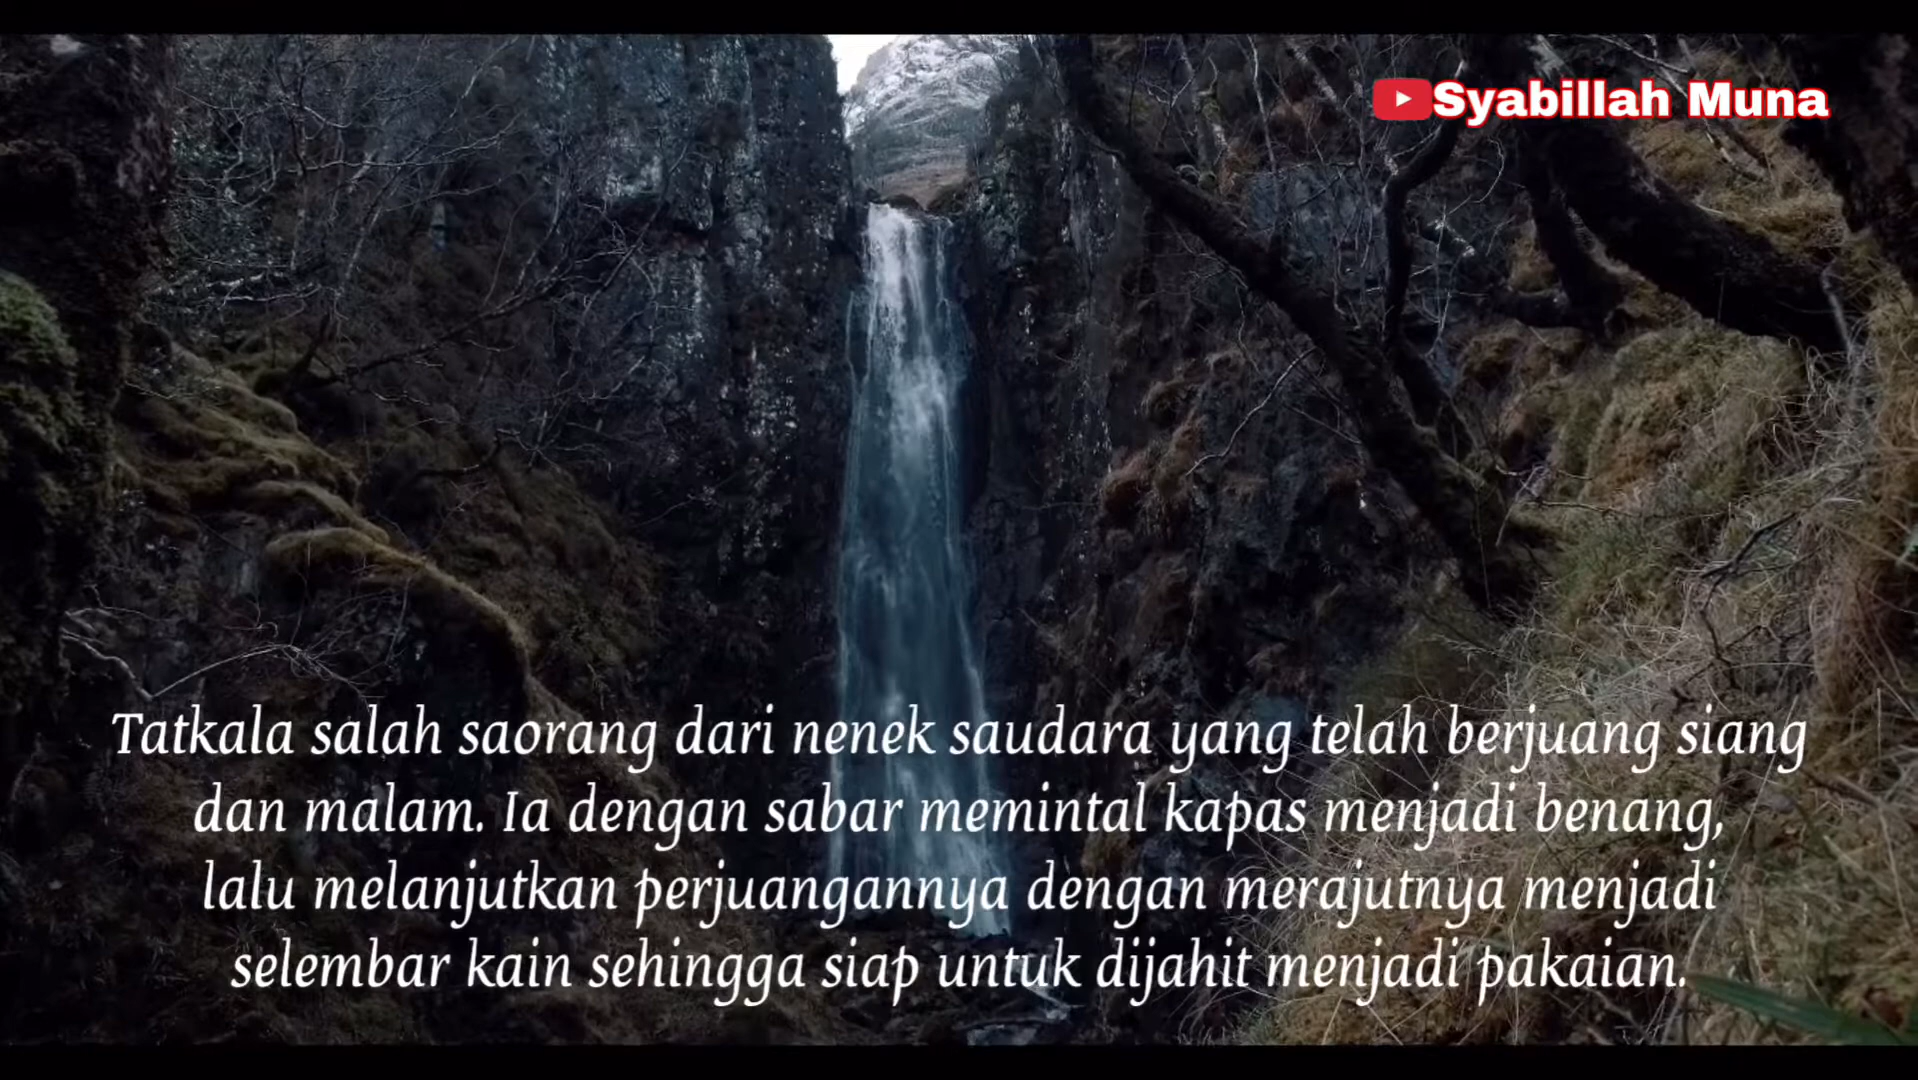 Syabillah Muna
Tatkala salah saorang dari nenek saudara yang telah berjuang siang
dan malam. Ia dengan sabar memintal kapas menjadi benang,
lalu melanjutkan perjuangannya dengan merajutnya menjadi
selembar kain sehingga siap untuk dijahit menjadi pakaian.